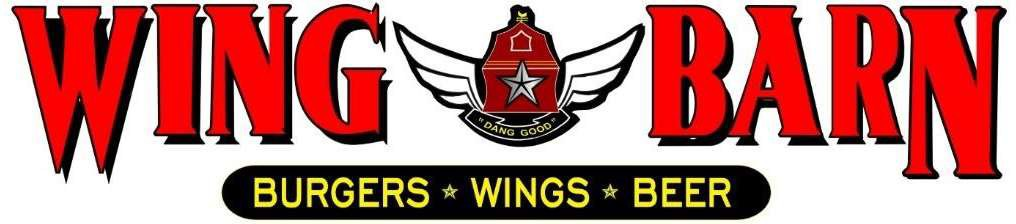 WING BARN
"DANG GOOD"
BURGERS ★ WINGS ★ BEER